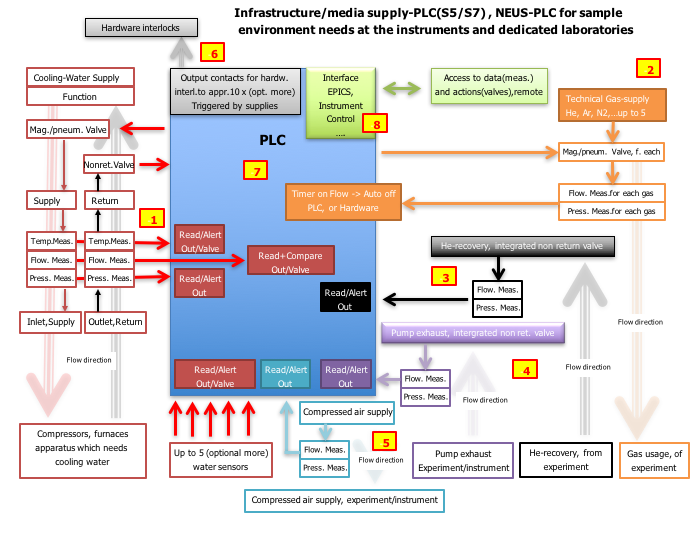 Infrastructure/media supply-PLC(S5/S7) , NEUS-PLC for sample
environment needs at the instruments and dedicated laboratories
Hardware interlocks
6
Cooling-Water Supply
Function
Output contacts for hardw.
interl.to appr.10 x (opt. more)
Triggered by supplies
Interface
EPICS,
Instrument
Control
....
8
Access to data(meas.)
and actions(valves),remote
2
Technical Gas-supply
He, Ar, N2,...up to 5
Mag./pneum. Valve
PLC
Mag./pneum. Valve, f. each
Nonret.Valve
7
Supply
Return
1
Timer on Flow -> Auto off
PLC, or Hardware
Flow. Meas.for each gas
Press. Meas.for each gas
Temp.Meas.
Flow. Meas.
Press. Meas.
Temp.Meas.
Flow. Meas.
Press. Meas.
Read/Alert
Out/Valve
Read+Compare
Out/Valve
Read/Alert
Out
He-recovery, integrated non return valve
3
Flow. Meas.
Press. Meas.
Read/Alert
Out
Inlet,Supply
Outlet,Return
Flow direction
Pump exhaust, intergrated non ret. valve
Flow direction
Flow direction
4
Read/Alert
Out/Valve
Read/Alert
Out
Read/Alert
Out
Flow. Meas.
Press. Meas.
Flow direction
Compressed air supply
5
Compressors, furnaces
apparatus which needs
cooling water
Up to 5 (optional more)
water sensors
Flow. Meas.
Press. Meas.
Flow direction
Pump exhaust
Experiment/instrument
He-recovery, from
experiment
Gas usage, of
experiment
Compressed air supply, experiment/instrument